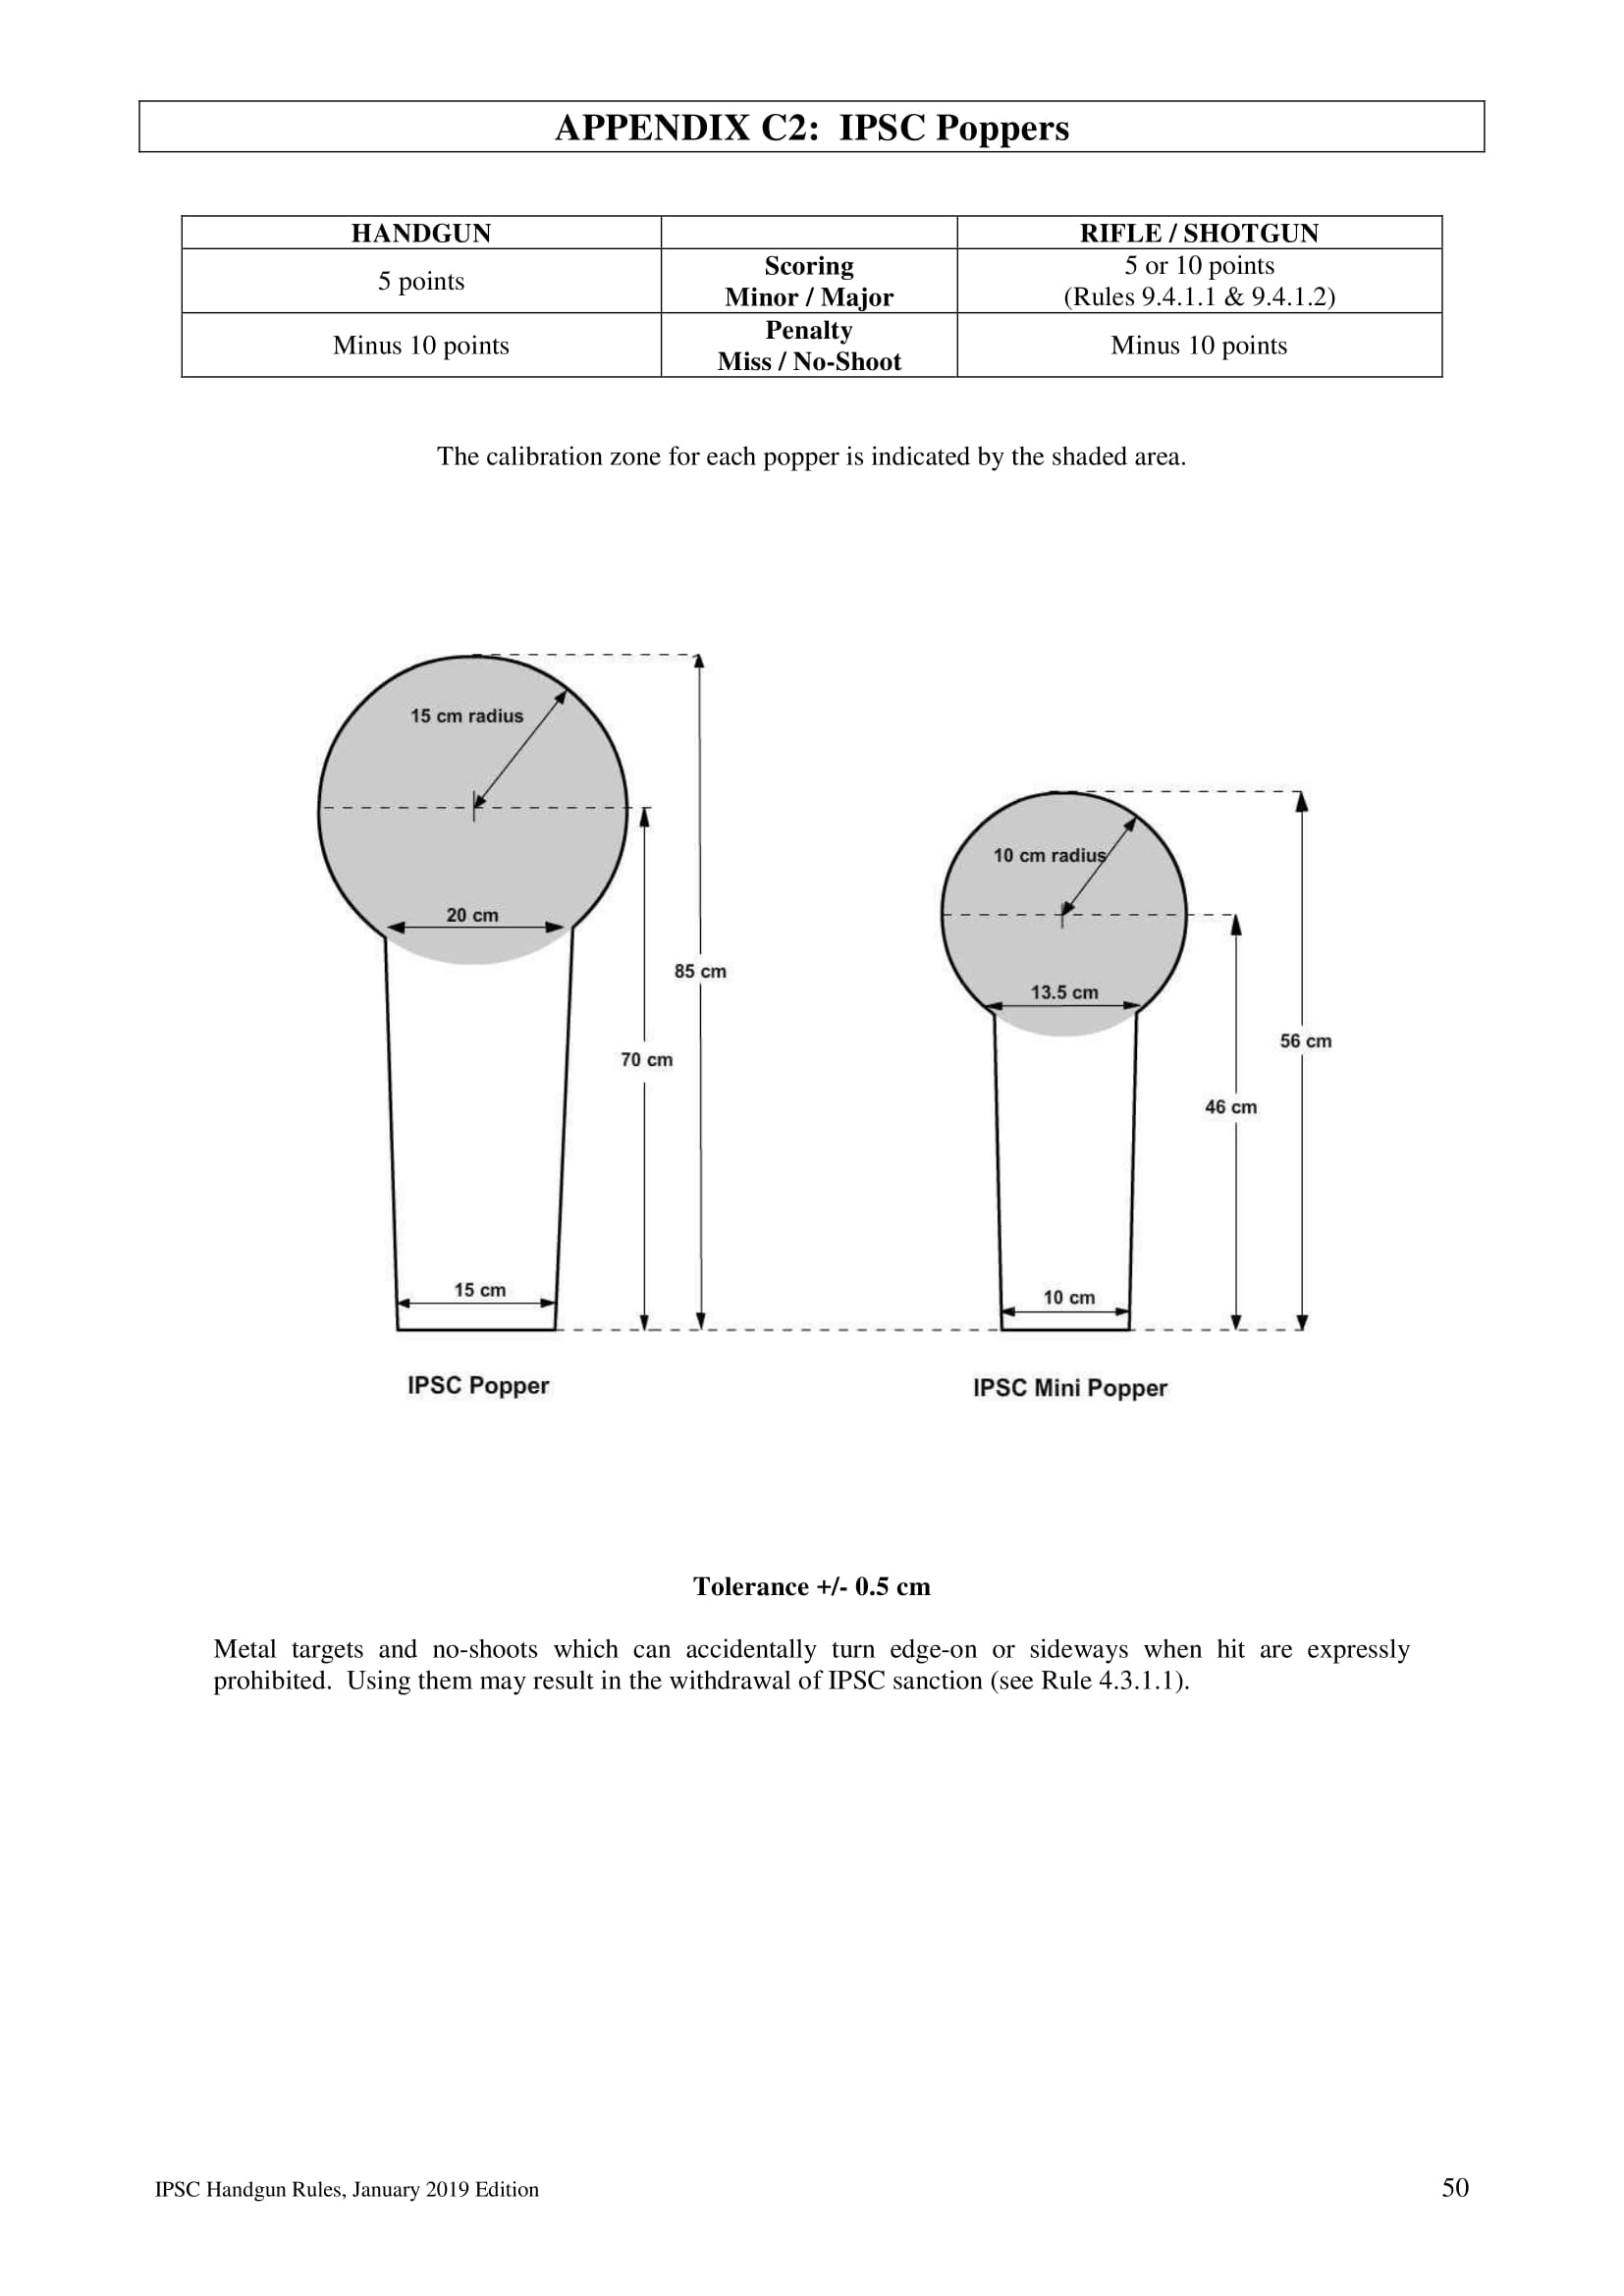 APPENDIX C2:  IPSC Poppers
HANDGUN
RIFLE / SHOTGUN
5 points
Scoring
Minor / Major
5 or 10 points
(Rules 9.4.1.1 & 9.4.1.2)
Minus 10 points
Penalty
Miss / No-Shoot
Minus 10 points
The calibration zone for each popper is indicated by the shaded area.
15 cm radius
20 cm
85 cm
70 cm
15 cm
IPSC Popper
10 cm radius
13.5 cm
56 cm
46 cm
10 cm
IPSC Mini Popper
Tolerance +/- 0.5 cm
Metal targets and no-shoots which can accidentally turn edge-on or sideways when hit are expressly
prohibited.  Using them may result in the withdrawal of IPSC sanction (see Rule 4.3.1.1).
IPSC Handgun Rules, January 2019 Edition
50